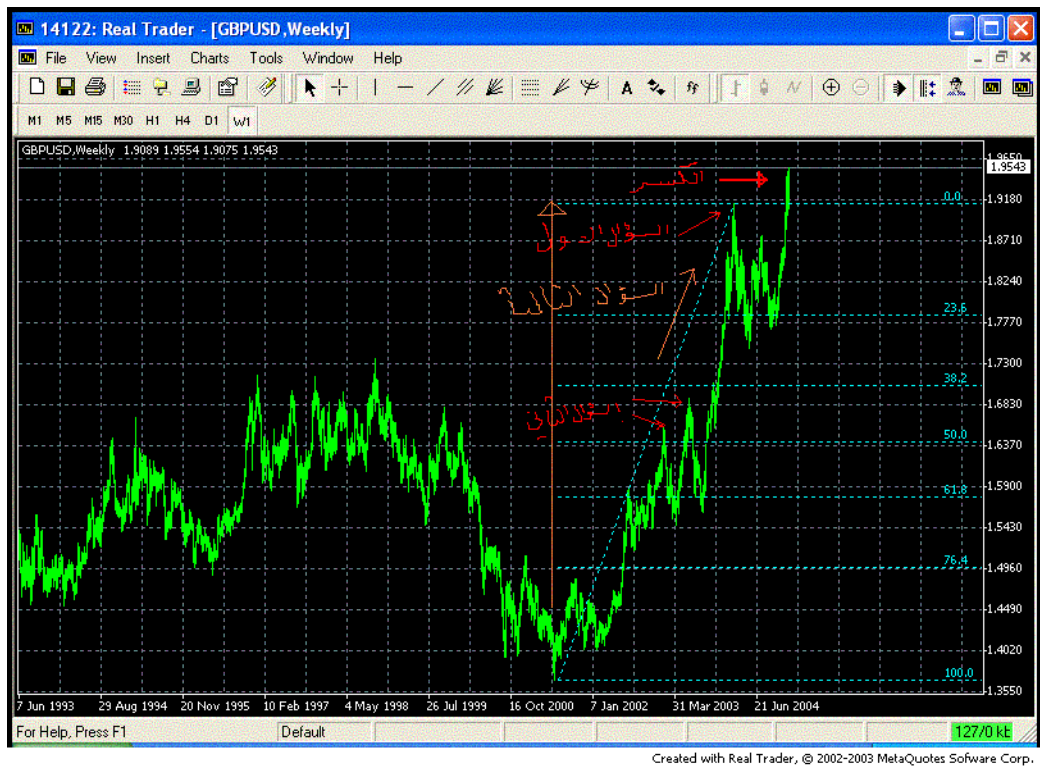 14122: Real Trader - [GBPUSD,Weekly]
File View Insert Charts Tools Window Help
A
M1 M5 M15 M30 H1 H4 D1 W1
GBPUSD,Weekly 1.9089 1.9554 1.9075 1.9543
1.9650
الكسر
1.9543
0.0
1.9180
السؤال الاول
1.8710
1.8240
السؤال الثالث
23.6
1.7770
1.7300
38.2
1.6830
السؤال الثاني
50.0
1.6370
61.8
1.5900
1.5430
76.4
1.4960
1.4490
1.4020
100.0
1.3550
7 Jun 1993 29 Aug 1994 20 Nov 1995 10 Feb 1997 4 May 1998 26 Jul 1999 16 Oct 2000 7 Jan 2002 31 Mar 2003 21 Jun 2004
For Help, Press F1 Default 127/0 kb
Created with Real Trader, © 2002-2003 MetaQuotes Sofware Corp.